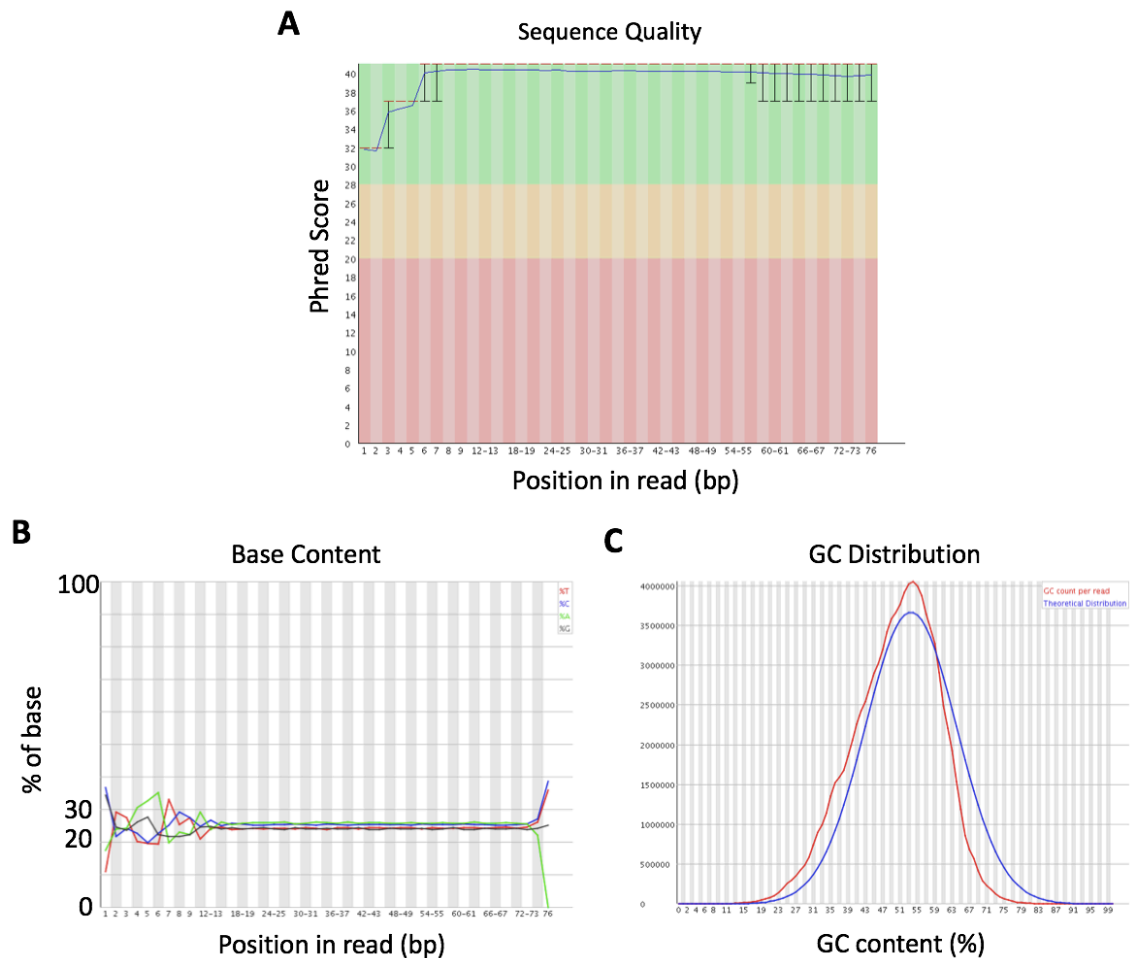 A
Sequence Quality
40
38
36
34
32
30
28
26
24
22
20
18
16
14
12
10
8
6
4
2
0
Phred Score
1 2 3 4 5 6 7 8 9 12-13 18-19 24-25 30-31 36-37 42-43 48-49 54-55 60-61 66-67 72-73 76
Position in read (bp)
B
Base Content
100
30
20
0
% of base
%T
%C
%A
%G
1 2 3 4 5 6 7 8 9 12-13 18-19 24-25 30-31 36-37 42-43 48-49 54-55 60-61 66-67 72-73 76
Position in read (bp)
C
GC Distribution
4000000
3500000
3000000
2500000
2000000
1500000
1000000
500000
0
GC count per read
Theoretical Distribution
0 2 4 6 8 11 15 19 23 27 31 35 39 43 47 51 55 59 63 67 71 75 79 83 87 91 95 99
GC content (%)